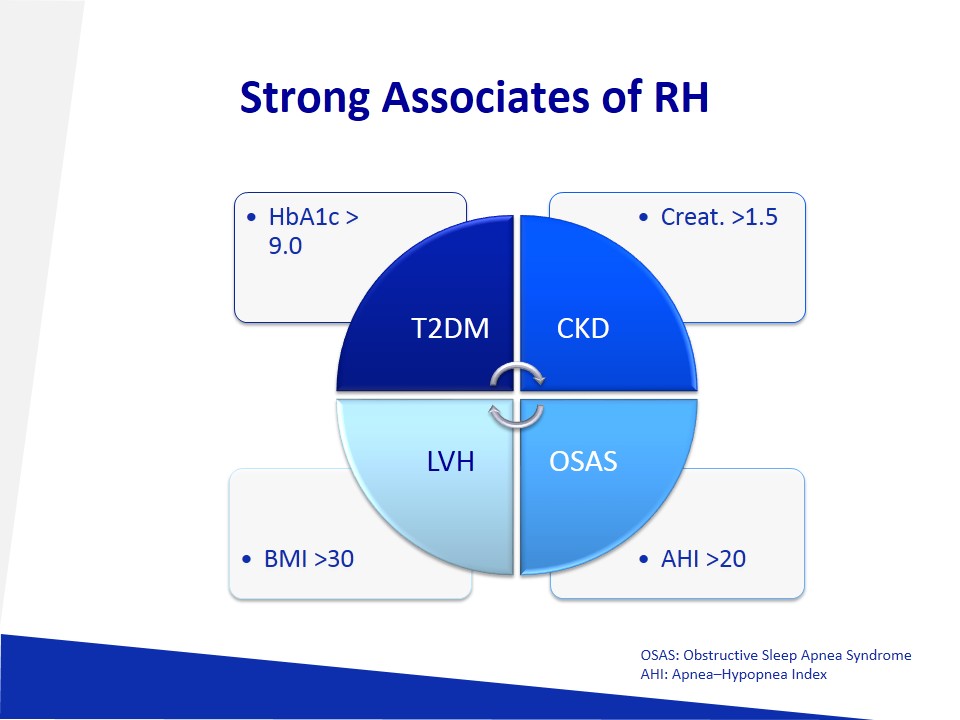 Strong Associates of RH
• HbA1c >
9.0
• Creat. >1.5
T2DM
CKD
LVH
OSAS
• BMI >30
• AHI >20
OSAS: Obstructive Sleep Apnea Syndrome
AHI: Apnea–Hypopnea Index